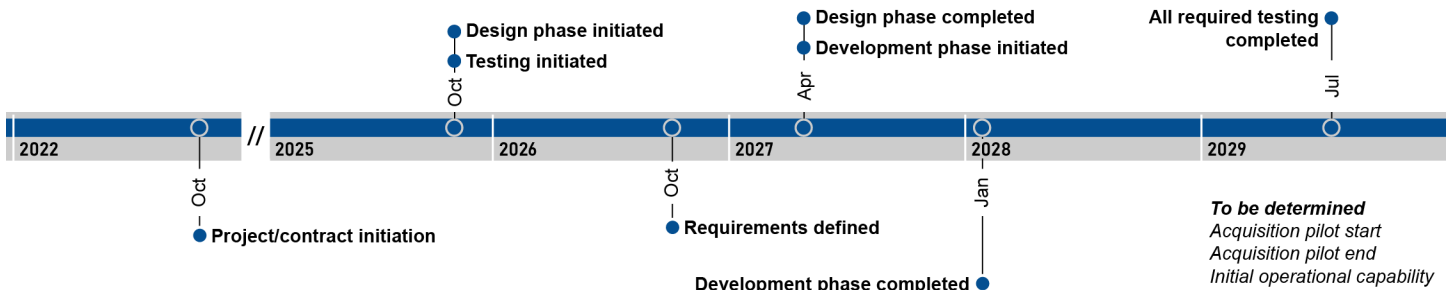 Design phase initiated
Testing initiated
Oct
Design phase completed
Development phase initiated
Apr
All required testing
completed
Jul
//
2022
2025
2026
2027
2028
2029
Oct
Project/contract initiation
Oct
Requirements defined
Jan
Development phase completed
To be determined
Acquisition pilot start
Acquisition pilot end
Initial operational capability